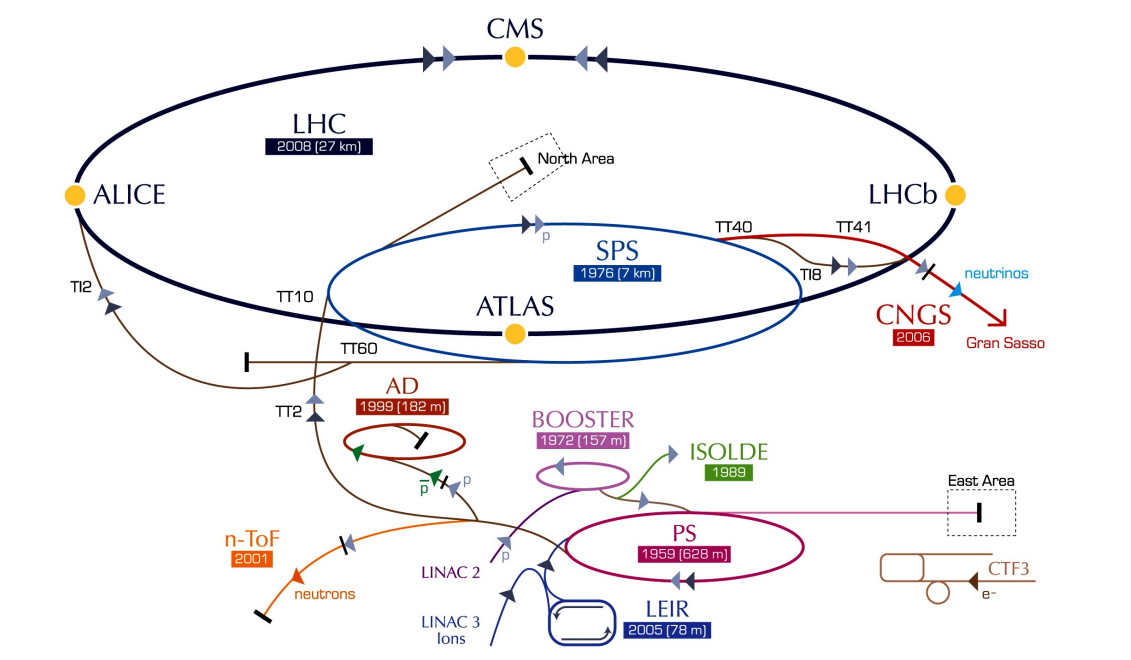 CMS
LHC
2008 (27 km)
North Area
ALICE
LHCb
TT40
TT41
SPS
1976 (7 km)
p
TI8
neutrinos
TI2
TT10
ATLAS
CNGS
2006
Gran Sasso
TT60
AD
1999 (182 m)
TT2
BOOSTER
1972 (157 m)
ISOLDE
1989
p̅
p
East Area
n-ToF
2001
PS
1959 (628 m)
p
LINAC 2
CTF3
e-
neutrons
LINAC 3
Ions
LEIR
2005 (78 m)